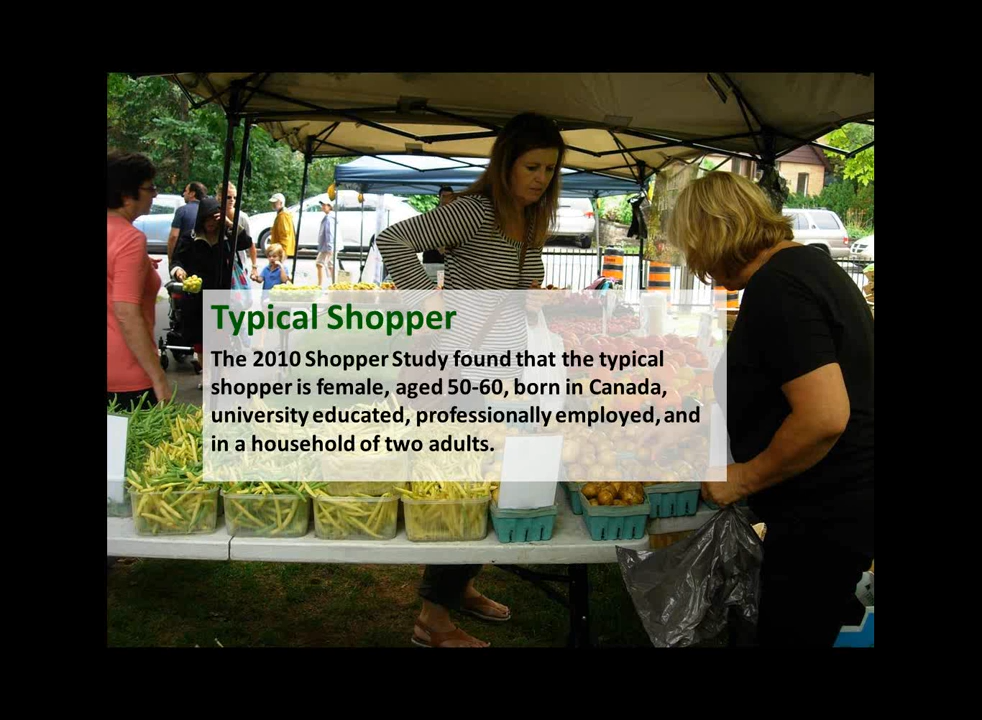 Typical Shopper
The 2010 Shopper Study found that the typical
shopper is female, aged 50-60, born in Canada,
university educated, professionally employed, and
in a household of two adults.